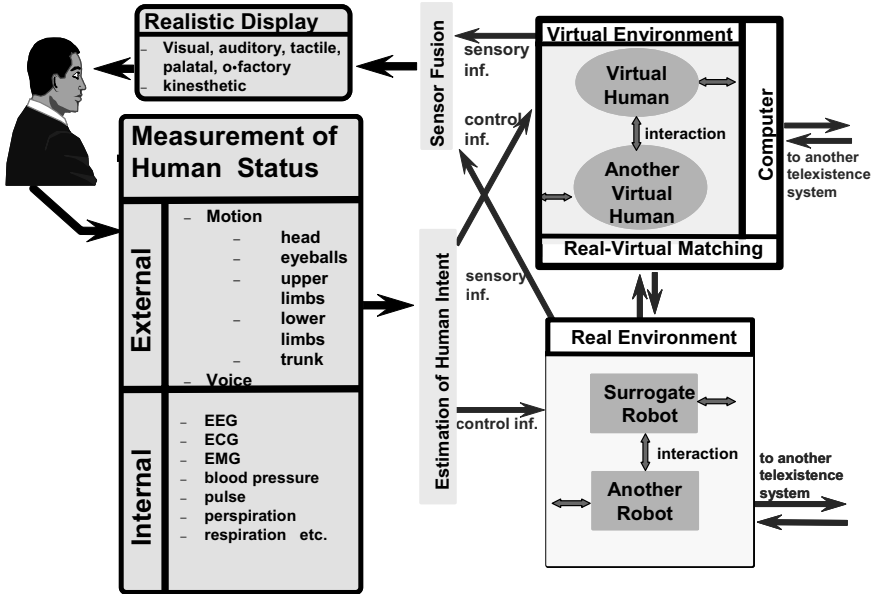 Realistic Display
– Visual, auditory, tactile,
palatal, o•factory
– kinesthetic
Measurement of
Human Status
External
– Motion
– head
– eyeballs
– upper
limbs
– lower
limbs
– trunk
– Voice
Internal
– EEG
– ECG
– EMG
– blood pressure
– pulse
– perspiration
– respiration etc.
Sensor Fusion
Estimation of Human Intent
sensory
inf.
control
inf.
sensory
inf.
control inf.
Virtual Environment
Virtual
Human
interaction
Another
Virtual
Human
Computer
Real-Virtual Matching
to another
telexistence
system
Real Environment
Surrogate
Robot
interaction
Another
Robot
to another
telexistence
system